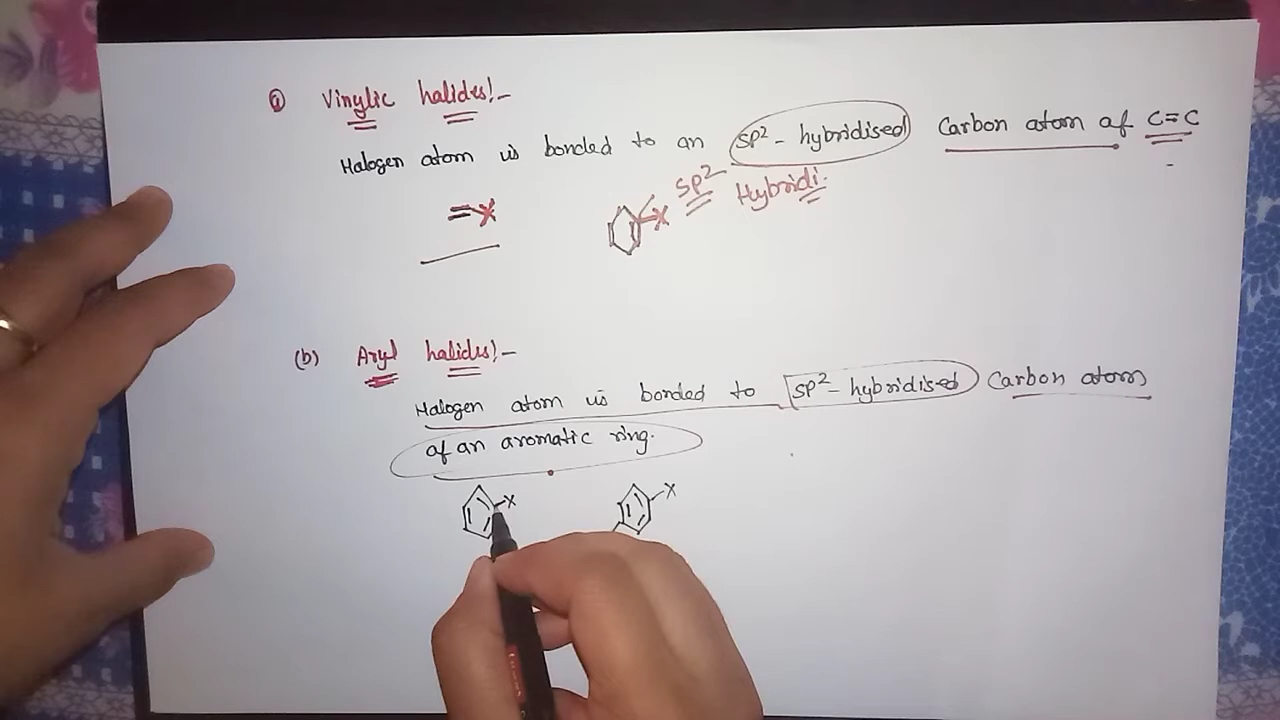 (a) Vinylic halides:-
Halogen atom is bonded to an sp²-hybridised Carbon atom of C=C
=X X sp² Hybridi.
(b) Aryl halides:-
Halogen atom is bonded to sp²-hybridised Carbon atom
of an aromatic ring.
X X